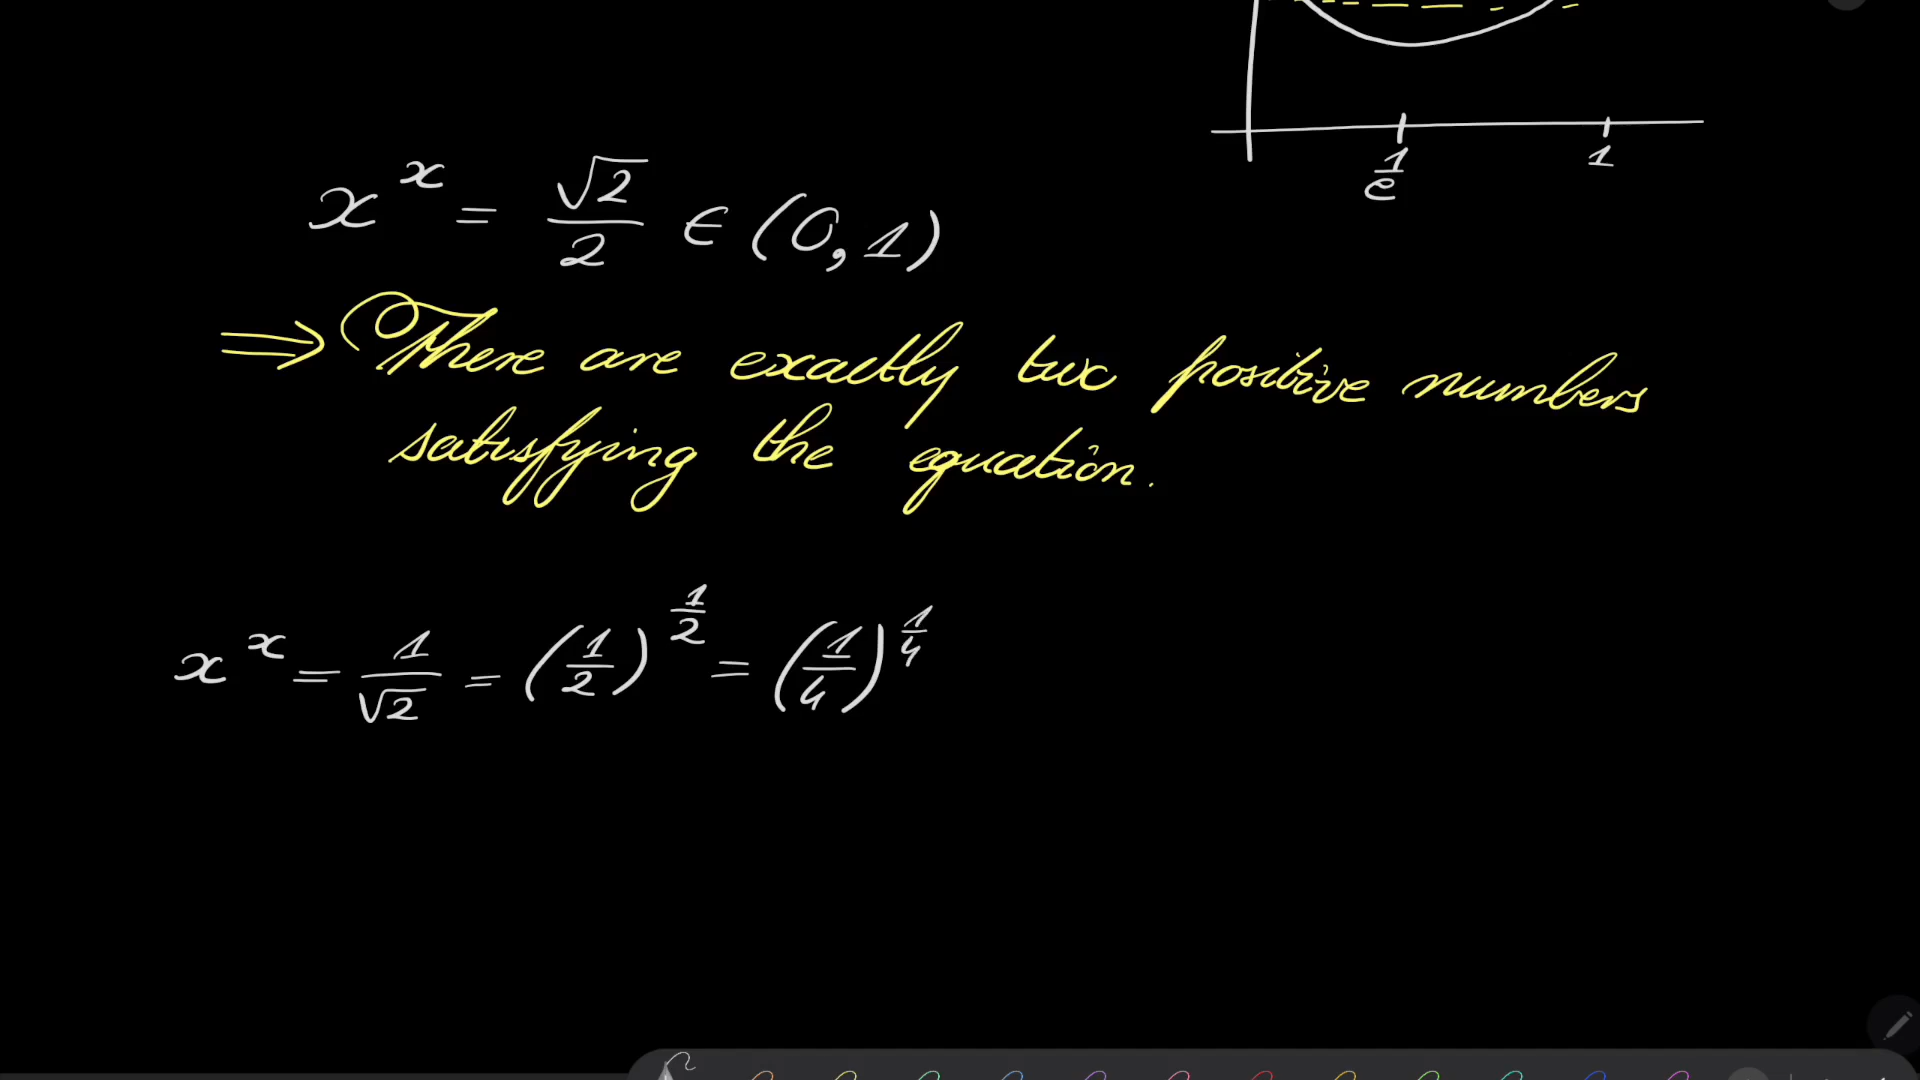 1/e 1
x^x = √2/2 ∈ (0, 1)
⇒ There are exactly two positive numbers
satisfying the equation.
x^x = 1/√2 = (1/2)^(1/2) = (1/4)^(1/4)